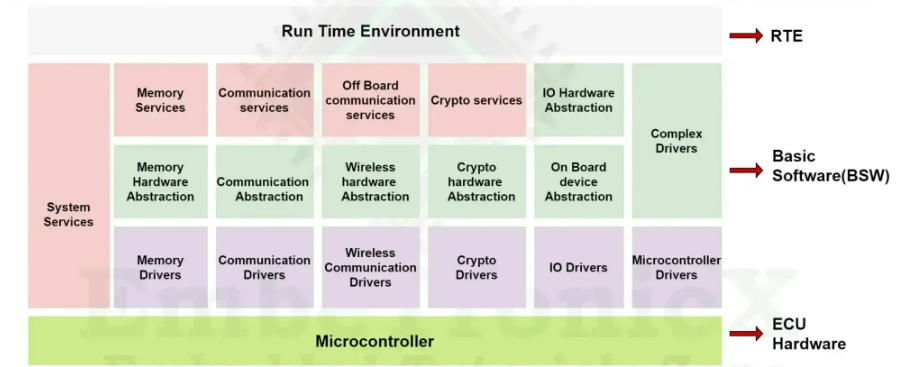 Run Time Environment
RTE
Memory
Services
Communication
services
Off Board
communication
services
Crypto services
IO Hardware
Abstraction
Complex
Drivers
System
Services
Memory
Hardware
Abstraction
Communication
Abstraction
Wireless
hardware
Abstraction
Crypto
hardware
Abstraction
On Board
device
Abstraction
Basic
Software(BSW)
Memory
Drivers
Communication
Drivers
Wireless
Communication
Drivers
Crypto
Drivers
IO Drivers
Microcontroller
Drivers
EmbeTronicX
Microcontroller
ECU
Hardware